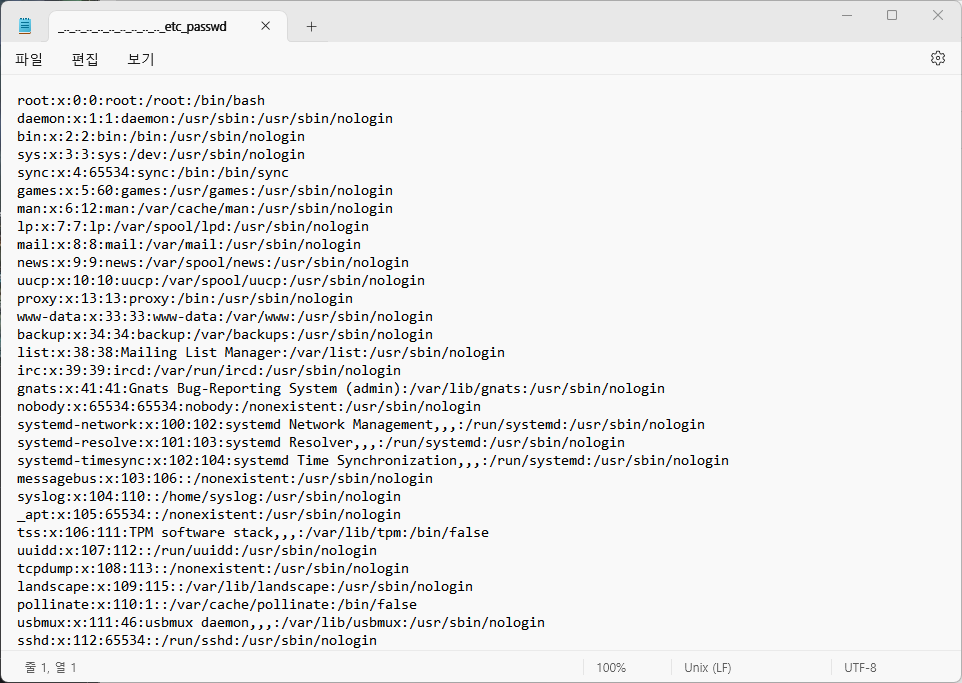 _.._.._.._.._.._.._.._.._etc_passwd
파일 편집 보기
root:x:0:0:root:/root:/bin/bash
daemon:x:1:1:daemon:/usr/sbin:/usr/sbin/nologin
bin:x:2:2:bin:/bin:/usr/sbin/nologin
sys:x:3:3:sys:/dev:/usr/sbin/nologin
sync:x:4:65534:sync:/bin:/bin/sync
games:x:5:60:games:/usr/games:/usr/sbin/nologin
man:x:6:12:man:/var/cache/man:/usr/sbin/nologin
lp:x:7:7:lp:/var/spool/lpd:/usr/sbin/nologin
mail:x:8:8:mail:/var/mail:/usr/sbin/nologin
news:x:9:9:news:/var/spool/news:/usr/sbin/nologin
uucp:x:10:10:uucp:/var/spool/uucp:/usr/sbin/nologin
proxy:x:13:13:proxy:/bin:/usr/sbin/nologin
www-data:x:33:33:www-data:/var/www:/usr/sbin/nologin
backup:x:34:34:backup:/var/backups:/usr/sbin/nologin
list:x:38:38:Mailing List Manager:/var/list:/usr/sbin/nologin
irc:x:39:39:ircd:/var/run/ircd:/usr/sbin/nologin
gnats:x:41:41:Gnats Bug-Reporting System (admin):/var/lib/gnats:/usr/sbin/nologin
nobody:x:65534:65534:nobody:/nonexistent:/usr/sbin/nologin
systemd-network:x:100:102:systemd Network Management,,,:/run/systemd:/usr/sbin/nologin
systemd-resolve:x:101:103:systemd Resolver,,,:/run/systemd:/usr/sbin/nologin
systemd-timesync:x:102:104:systemd Time Synchronization,,,:/run/systemd:/usr/sbin/nologin
messagebus:x:103:106::/nonexistent:/usr/sbin/nologin
syslog:x:104:110::/home/syslog:/usr/sbin/nologin
_apt:x:105:65534::/nonexistent:/usr/sbin/nologin
tss:x:106:111:TPM software stack,,,:/var/lib/tpm:/bin/false
uuidd:x:107:112::/run/uuidd:/usr/sbin/nologin
tcpdump:x:108:113::/nonexistent:/usr/sbin/nologin
landscape:x:109:115::/var/lib/landscape:/usr/sbin/nologin
pollinate:x:110:1::/var/cache/pollinate:/bin/false
usbmux:x:111:46:usbmux daemon,,,:/var/lib/usbmux:/usr/sbin/nologin
sshd:x:112:65534::/run/sshd:/usr/sbin/nologin
줄 1, 열 1 100% Unix (LF) UTF-8